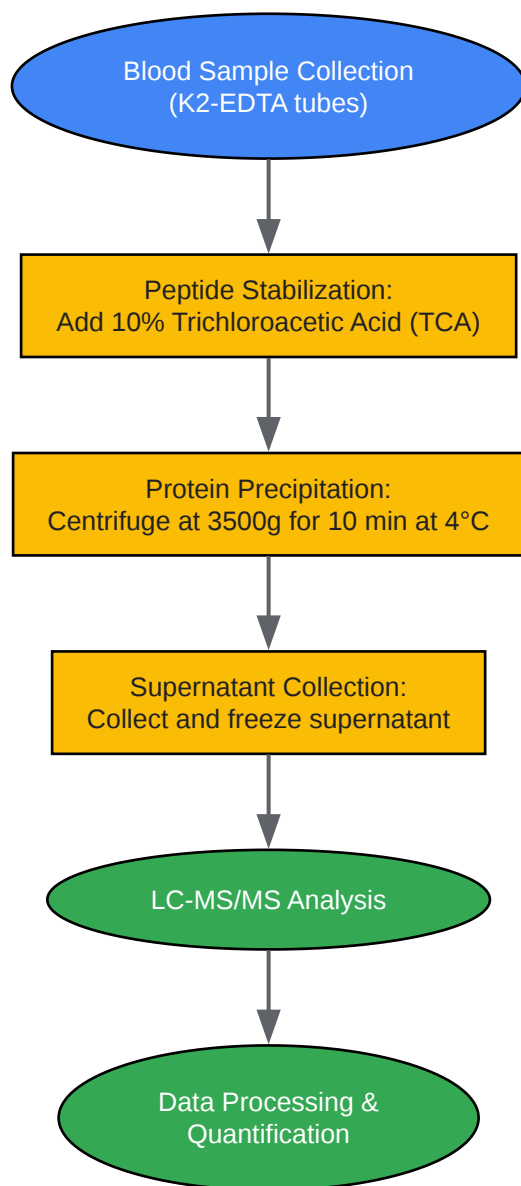 Blood Sample Collection
(K2-EDTA tubes)
Peptide Stabilization:
Add 10% Trichloroacetic Acid (TCA)
Protein Precipitation:
Centrifuge at 3500g for 10 min at 4°C
Supernatant Collection:
Collect and freeze supernatant
LC-MS/MS Analysis
Data Processing &
Quantification